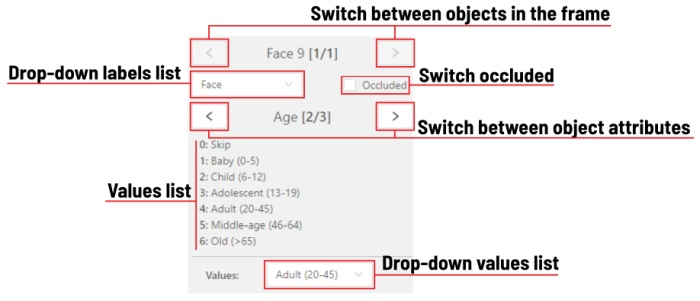 Switch between objects in the frame
< Face 9 [1/1] >
Drop-down labels list
Face
Occluded
Switch occluded
< Age [2/3] >
Switch between object attributes
0: Skip
1: Baby (0-5)
2: Child (6-12)
Values list
3: Adolescent (13-19)
4: Adult (20-45)
5: Middle-age (46-64)
6: Old (>65)
Drop-down values list
Values: Adult (20-45)